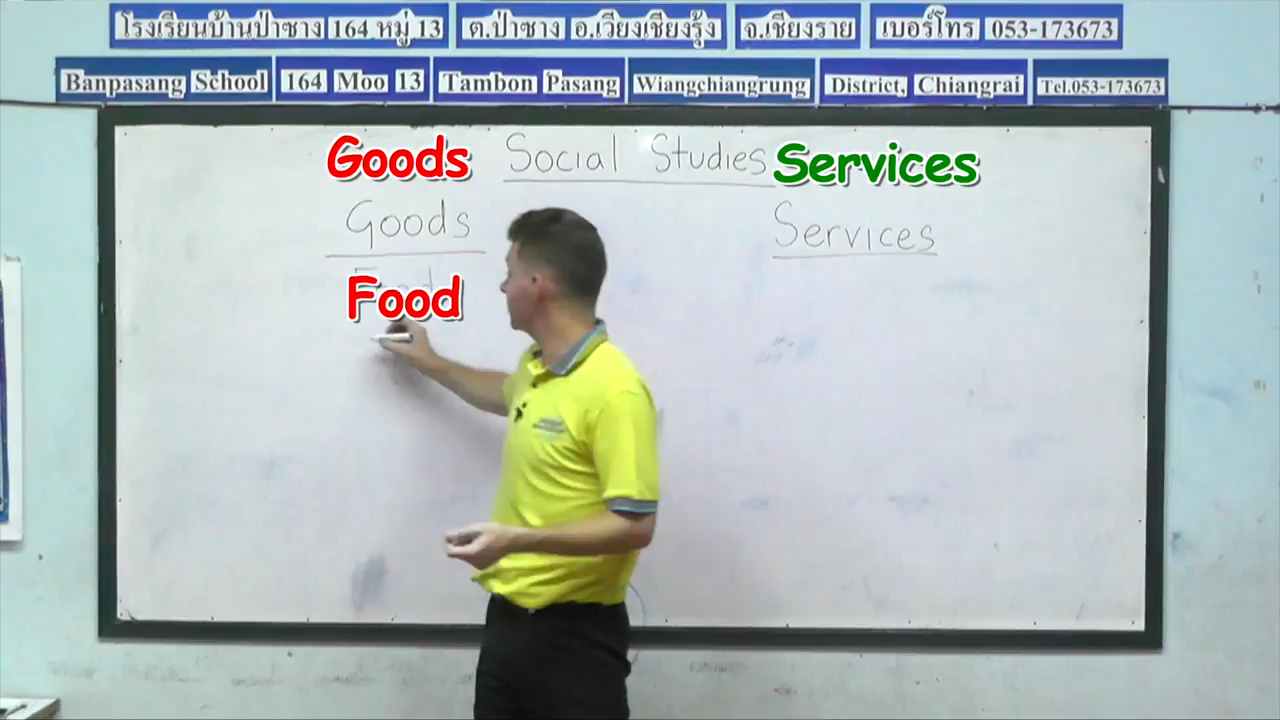 โรงเรียนบ้านป่าซาง 164 หมู่ 13 ต.ป่าซาง อ.เวียงเชียงรุ้ง จ.เชียงราย เบอร์โทร 053-173673
Banpasang School 164 Moo 13 Tambon Pasang Wiangchiangrung District, Chiangrai Tel.053-173673
Goods Social Studies Services
Goods Services
Food